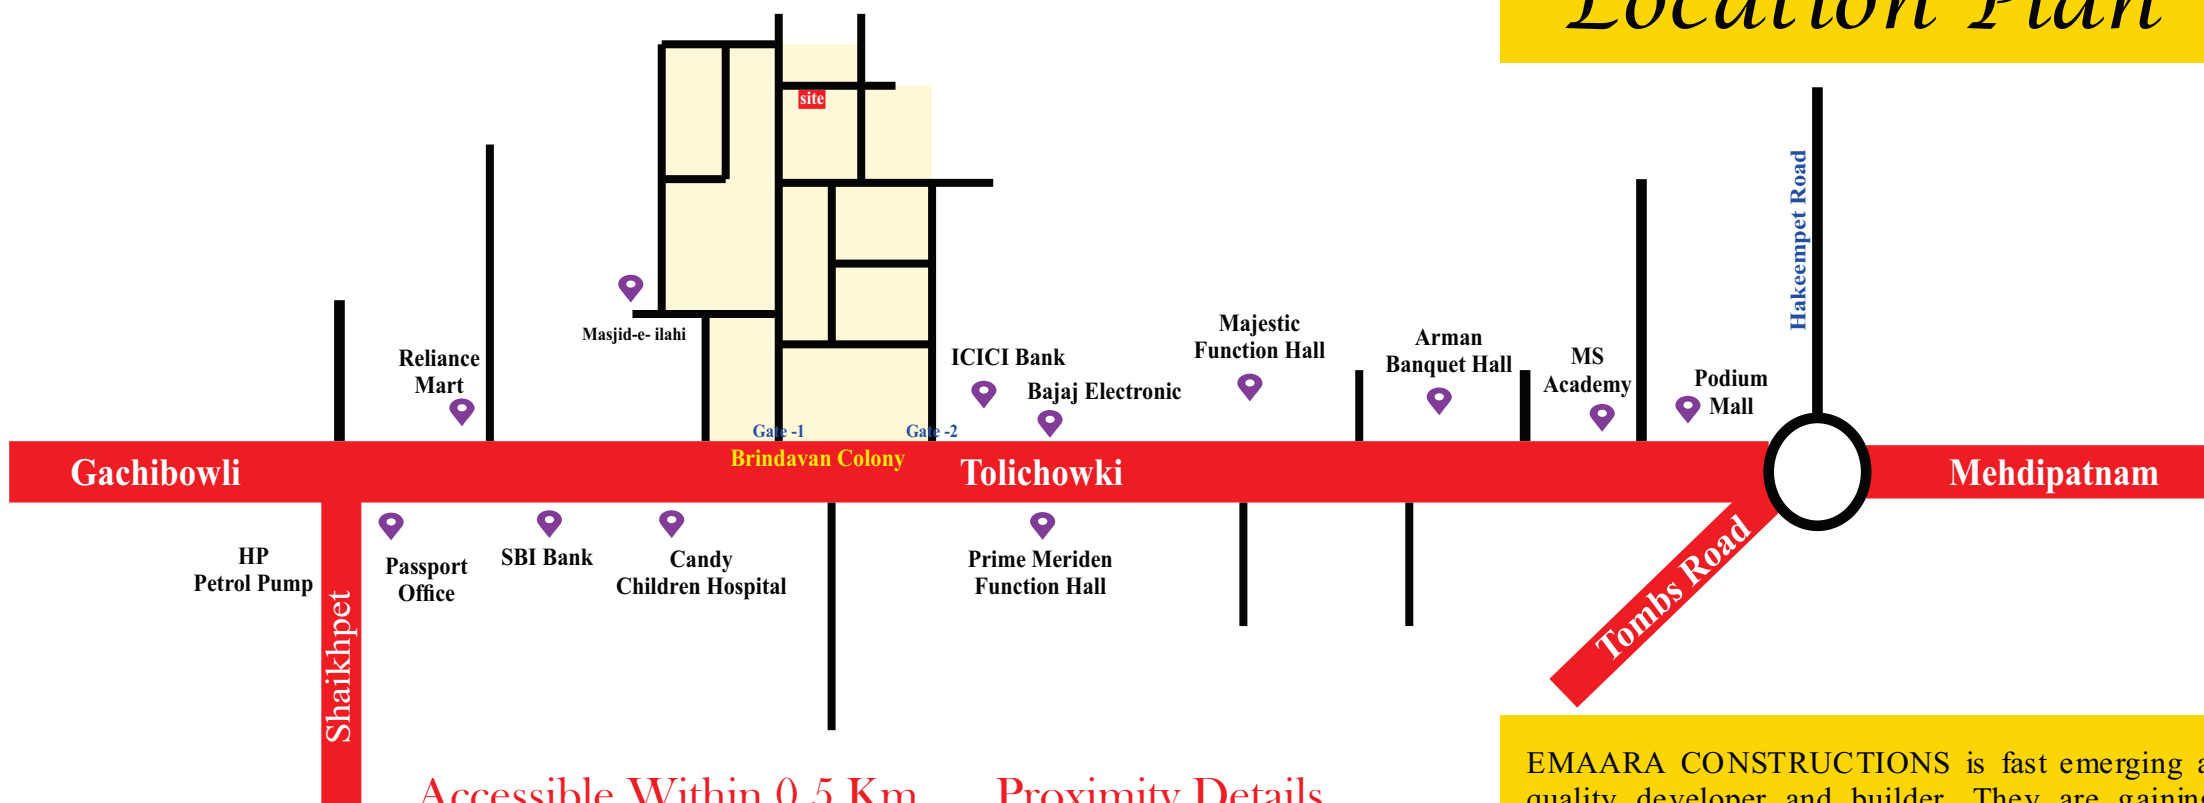 Location Plan
site
Hakeempet Road
Masjid-e- ilahi
Reliance
Mart
ICICI Bank
Bajaj Electronic
Majestic
Function Hall
Arman
Banquet Hall
MS
Academy
Podium
Mall
Gate -1
Gate -2
Brindavan Colony
Gachibowli
Tolichowki
Mehdipatnam
HP
Petrol Pump
Passport
Office
SBI Bank
Candy
Children Hospital
Prime Meriden
Function Hall
Tombs Road
Shaikhpet
Accessible Within 0.5 Km
Proximity Details
EMAARA CONSTRUCTIONS is fast emerging a
quality developer and builder. They are gaining